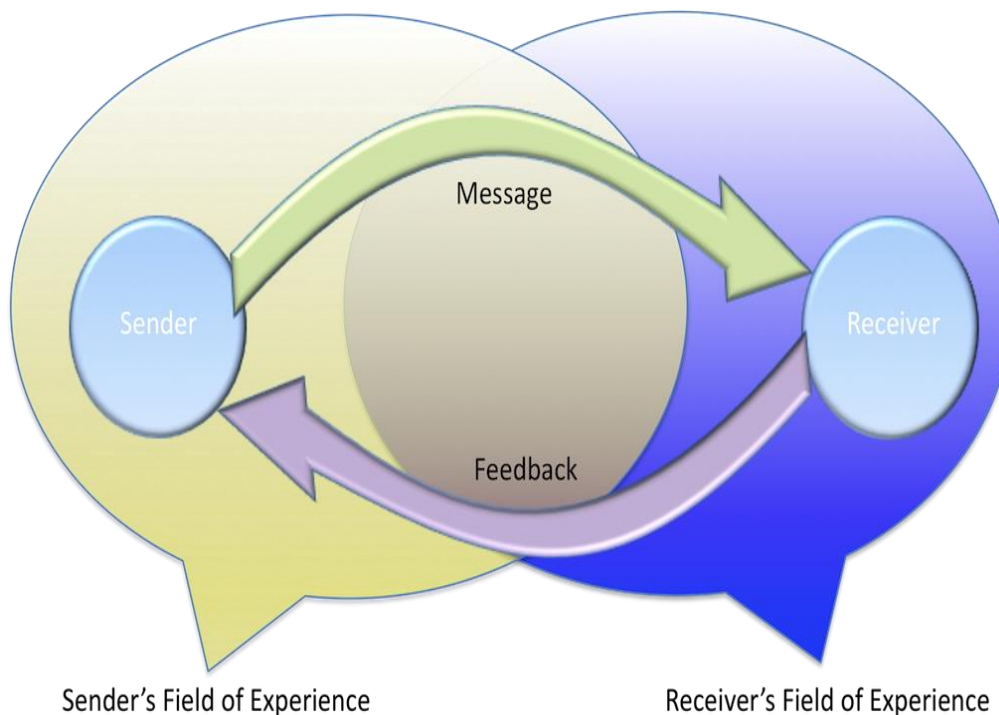 Message
Sender
Receiver
Feedback
Sender’s Field of Experience
Receiver’s Field of Experience